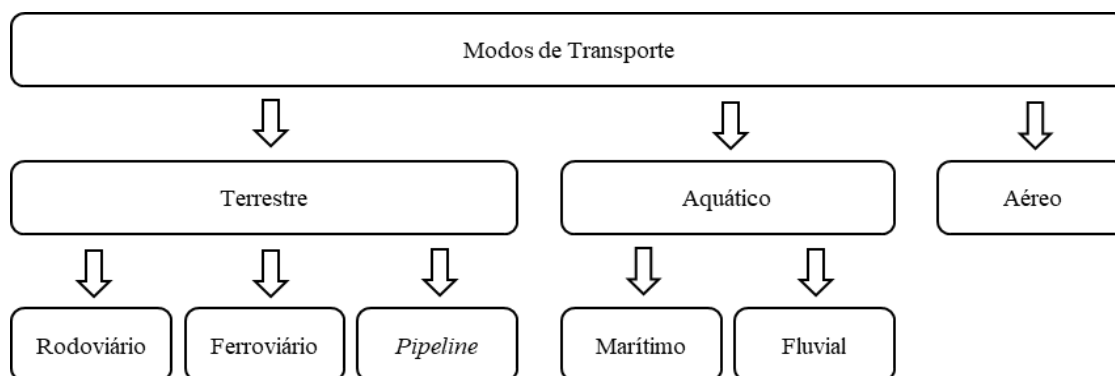 Modos de Transporte
Terrestre
Aquático
Aéreo
Rodoviário
Ferroviário
Pipeline
Marítimo
Fluvial